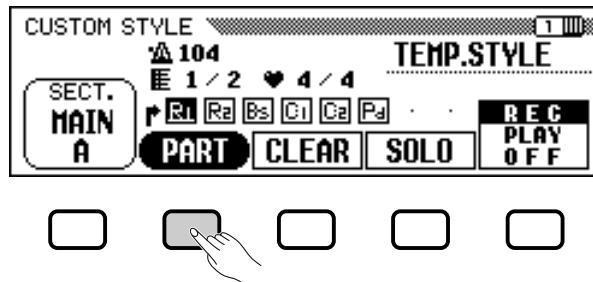 CUSTOM STYLE
1
104
TEMP.STYLE
1/2 4/4
SECT.
MAIN
A
R1 R2 Bs C1 C2 Pd
PART CLEAR SOLO
REC
PLAY
OFF